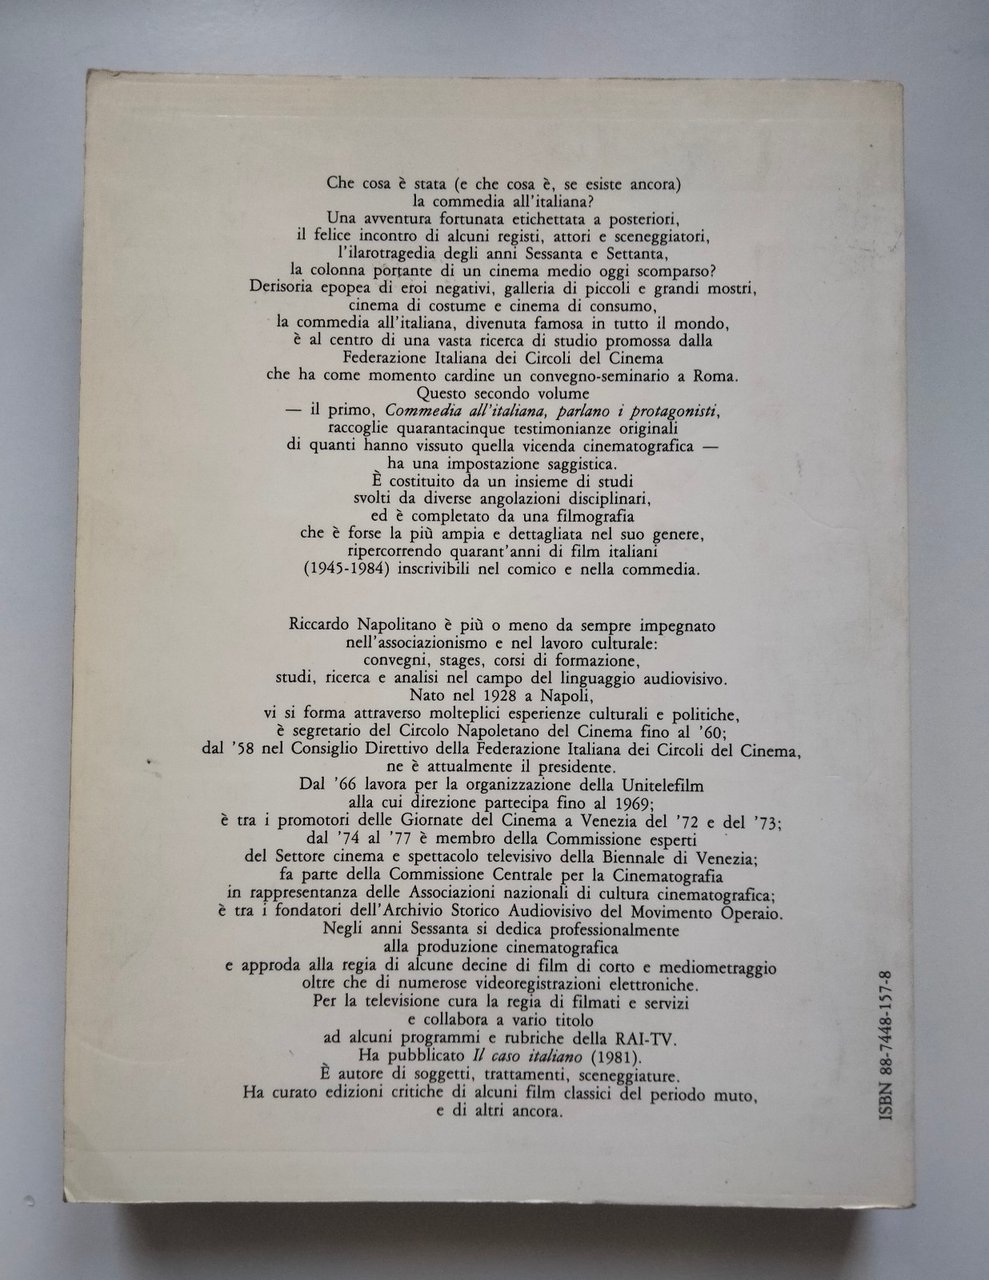 Che cosa è stata (e che cosa è, se esiste ancora)
la commedia all'italiana?
Una avventura fortunata etichettata a posteriori,
il felice incontro di alcuni registi, attori e sceneggiatori,
l'ilarotragedia degli anni Sessanta e Settanta,
la colonna portante di un cinema medio oggi scomparso?
Derisoria epopea di eroi negativi, galleria di piccoli e grandi mostri,
cinema di costume e cinema di consumo,
la commedia all'italiana, divenuta famosa in tutto il mondo,
è al centro di una vasta ricerca di studio promossa dalla
Federazione Italiana dei Circoli del Cinema
che ha come momento cardine un convegno-seminario a Roma.
Questo secondo volume
— il primo, Commedia all'italiana, parlano i protagonisti,
raccoglie quarantacinque testimonianze originali
di quanti hanno vissuto quella vicenda cinematografica —
ha una impostazione saggistica.
È costituito da un insieme di studi
svolti da diverse angolazioni disciplinari,
ed è completato da una filmografia
che è forse la più ampia e dettagliata nel suo genere,
ripercorrendo quarant'anni di film italiani
(1945-1984) inscrivibili nel comico e nella commedia.
Riccardo Napolitano è più o meno da sempre impegnato
nell'associazionismo e nel lavoro culturale:
convegni, stages, corsi di formazione,
studi, ricerca e analisi nel campo del linguaggio audiovisivo.
Nato nel 1928 a Napoli,
vi si forma attraverso molteplici esperienze culturali e politiche,
è segretario del Circolo Napoletano del Cinema fino al '60;
dal '58 nel Consiglio Direttivo della Federazione Italiana dei Circoli del Cinema,
ne è attualmente il presidente.
Dal '66 lavora per la organizzazione della Unitelefilm
alla cui direzione partecipa fino al 1969;
è tra i promotori delle Giornate del Cinema a Venezia del '72 e del '73;
dal '74 al '77 è membro della Commissione esperti
del Settore cinema e spettacolo televisivo della Biennale di Venezia;
fa parte della Commissione Centrale per la Cinematografia
in rappresentanza delle Associazioni nazionali di cultura cinematografica;
è tra i fondatori dell'Archivio Storico Audiovisivo del Movimento Operaio.
Negli anni Sessanta si dedica professionalmente
alla produzione cinematografica
e approda alla regia di alcune decine di film di corto e mediometraggio
oltre che di numerose videoregistrazioni elettroniche.
Per la televisione cura la regia di filmati e servizi
e collabora a vario titolo
ad alcuni programmi e rubriche della RAI-TV.
Ha pubblicato Il caso italiano (1981).
È autore di soggetti, trattamenti, sceneggiature.
Ha curato edizioni critiche di alcuni film classici del periodo muto,
e di altri ancora.
ISBN 88-7448-157-8